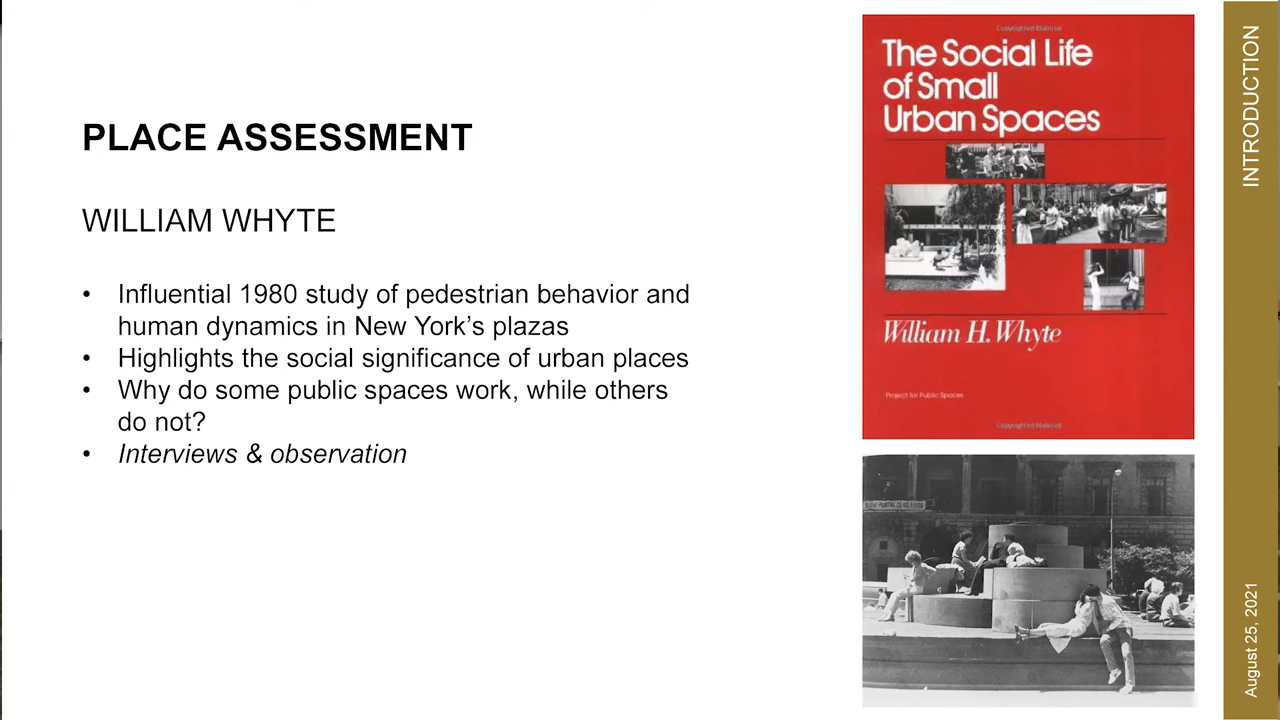 PLACE ASSESSMENT
WILLIAM WHYTE
• Influential 1980 study of pedestrian behavior and
human dynamics in New York’s plazas
• Highlights the social significance of urban places
• Why do some public spaces work, while others
do not?
• Interviews & observation
Copyrighted Material
The Social Life
of Small
Urban Spaces
William H. Whyte
Project for Public Spaces
Copyrighted Material
INTRODUCTION
August 25, 2021